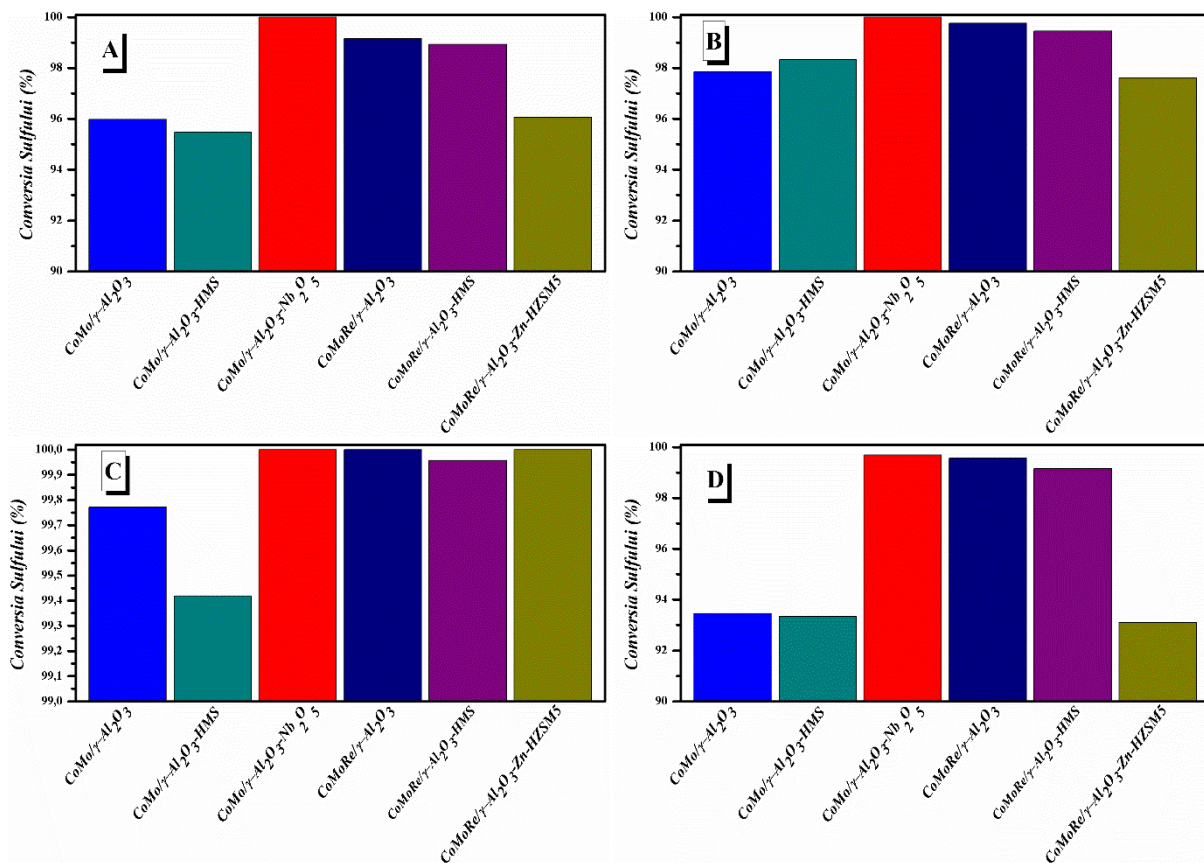 A
Conversia Sulfului (%)
100
98
96
94
92
90
CoMo/γ-Al2O3
CoMo/γ-Al2O3-HMS
CoMo/γ-Al2O3-Nb2O5
CoMoRe/γ-Al2O3
CoMoRe/γ-Al2O3-HMS
CoMoRe/γ-Al2O3-Zn-HZSM5
B
Conversia Sulfului (%)
100
98
96
94
92
90
CoMo/γ-Al2O3
CoMo/γ-Al2O3-HMS
CoMo/γ-Al2O3-Nb2O5
CoMoRe/γ-Al2O3
CoMoRe/γ-Al2O3-HMS
CoMoRe/γ-Al2O3-Zn-HZSM5
C
Conversia Sulfului (%)
100,0
99,9
99,8
99,7
99,6
99,5
99,4
99,3
99,2
99,1
99,0
CoMo/γ-Al2O3
CoMo/γ-Al2O3-HMS
CoMo/γ-Al2O3-Nb2O5
CoMoRe/γ-Al2O3
CoMoRe/γ-Al2O3-HMS
CoMoRe/γ-Al2O3-Zn-HZSM5
D
Conversia Sulfului (%)
100
98
96
94
92
90
CoMo/γ-Al2O3
CoMo/γ-Al2O3-HMS
CoMo/γ-Al2O3-Nb2O5
CoMoRe/γ-Al2O3
CoMoRe/γ-Al2O3-HMS
CoMoRe/γ-Al2O3-Zn-HZSM5